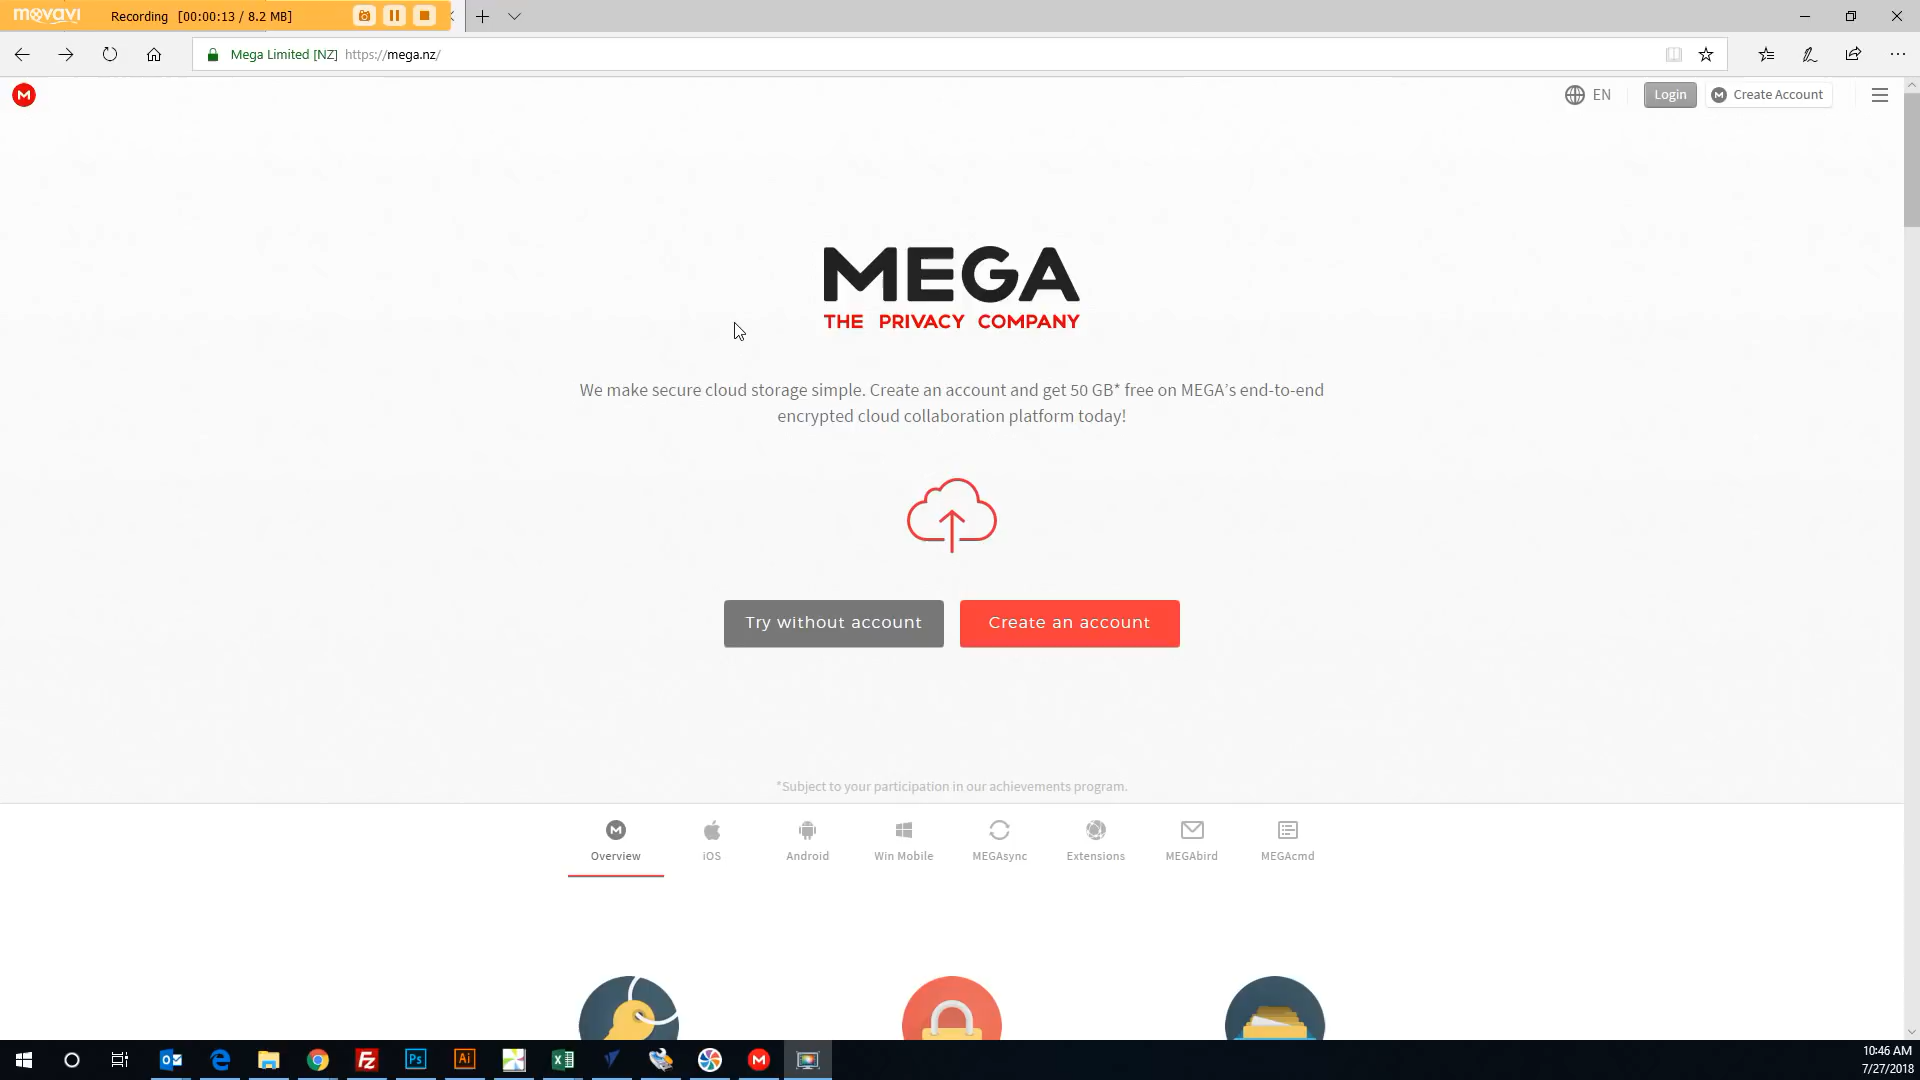 movavi
Recording [00:00:13 / 8.2 MB]
Mega Limited [NZ] https://mega.nz/
M
EN
Login
M Create Account
MEGA
THE PRIVACY COMPANY
We make secure cloud storage simple. Create an account and get 50 GB* free on MEGA's end-to-end
encrypted cloud collaboration platform today!
Try without account
Create an account
*Subject to your participation in our achievements program.
Overview
iOS
Android
Win Mobile
MEGAsync
Extensions
MEGAbird
MEGAcmd
Fz
Ps
Ai
M
10:46 AM
7/27/2018